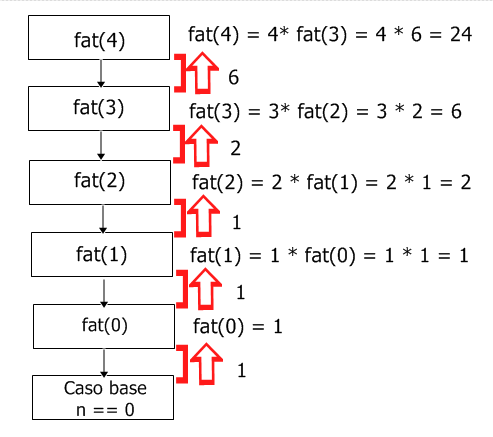 fat(4)
fat(4) = 4* fat(3) = 4 * 6 = 24
6
fat(3)
fat(3) = 3* fat(2) = 3 * 2 = 6
2
fat(2)
fat(2) = 2 * fat(1) = 2 * 1 = 2
1
fat(1)
fat(1) = 1 * fat(0) = 1 * 1 = 1
1
fat(0)
fat(0) = 1
1
Caso base
n == 0